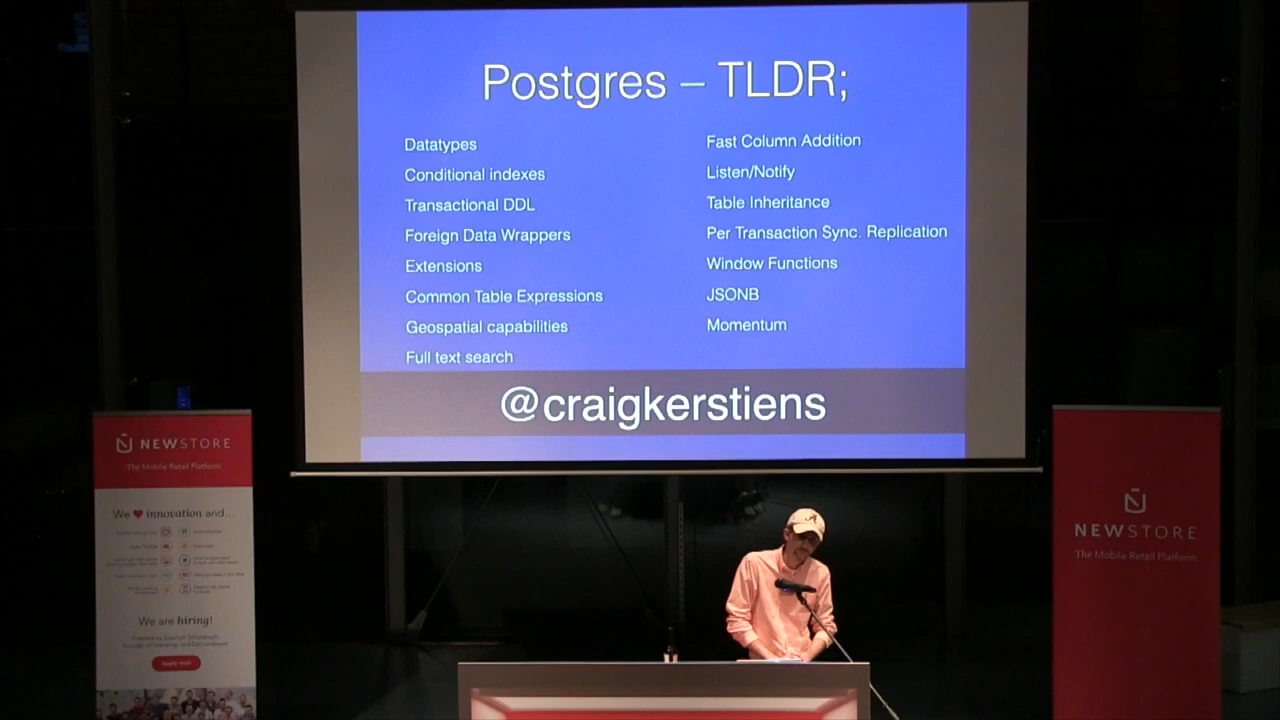 Postgres – TLDR;
Datatypes
Conditional indexes
Transactional DDL
Foreign Data Wrappers
Extensions
Common Table Expressions
Geospatial capabilities
Full text search
Fast Column Addition
Listen/Notify
Table Inheritance
Per Transaction Sync. Replication
Window Functions
JSONB
Momentum
@craigkerstiens
NEWSTORE
The Mobile Retail Platform
We ❤ innovation and...
We are hiring!
Apply now
A
NEWSTORE
The Mobile Retail Platform